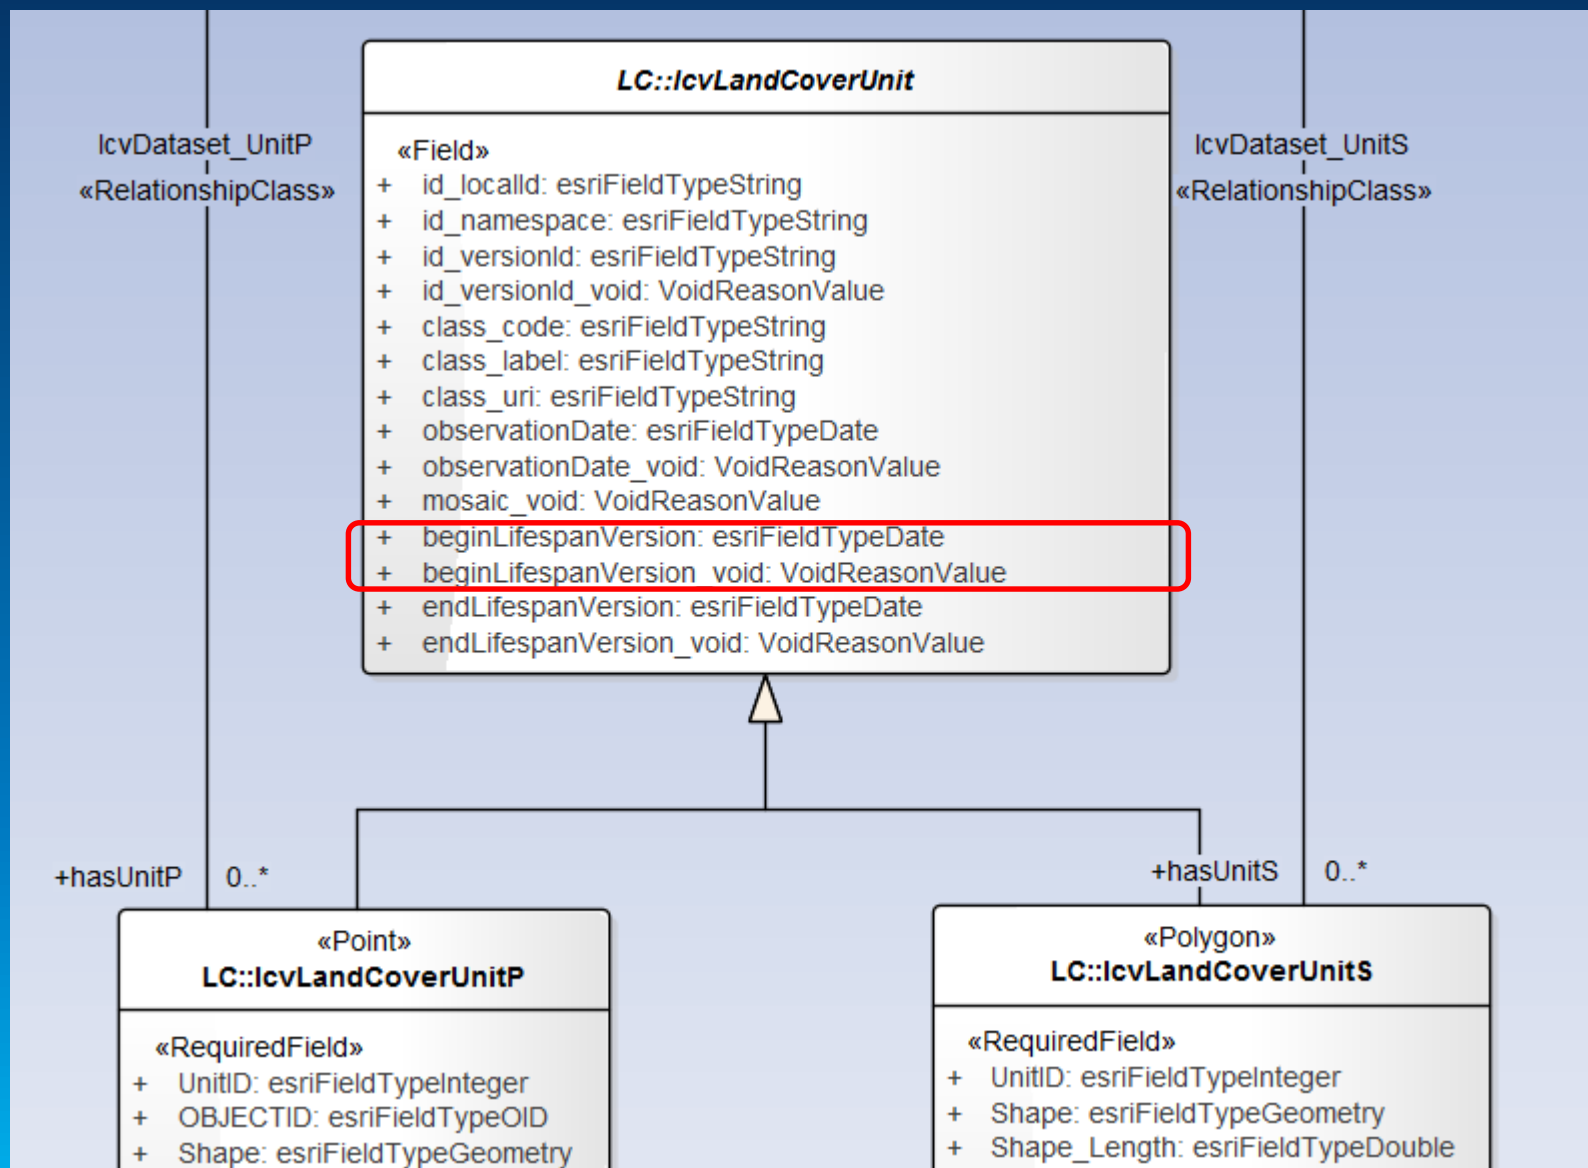 LC::lcvLandCoverUnit
lcvDataset_UnitP
«RelationshipClass»
«Field»
+ id_localId: esriFieldTypeString
+ id_namespace: esriFieldTypeString
+ id_versionId: esriFieldTypeString
+ id_versionId_void: VoidReasonValue
+ class_code: esriFieldTypeString
+ class_label: esriFieldTypeString
+ class_uri: esriFieldTypeString
+ observationDate: esriFieldTypeDate
+ observationDate_void: VoidReasonValue
+ mosaic_void: VoidReasonValue
+ beginLifespanVersion: esriFieldTypeDate
+ beginLifespanVersion_void: VoidReasonValue
+ endLifespanVersion: esriFieldTypeDate
+ endLifespanVersion_void: VoidReasonValue
lcvDataset_UnitS
«RelationshipClass»
+hasUnitP 0..*
+hasUnitS 0..*
«Point»
LC::lcvLandCoverUnitP
«RequiredField»
+ UnitID: esriFieldTypeInteger
+ OBJECTID: esriFieldTypeOID
+ Shape: esriFieldTypeGeometry
«Polygon»
LC::lcvLandCoverUnitS
«RequiredField»
+ UnitID: esriFieldTypeInteger
+ Shape: esriFieldTypeGeometry
+ Shape_Length: esriFieldTypeDouble